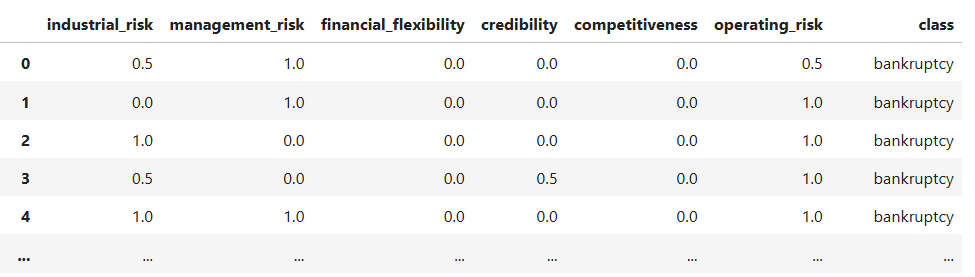 industrial_risk management_risk financial_flexibility credibility competitiveness operating_risk class
0 0.5 1.0 0.0 0.0 0.0 0.5 bankruptcy
1 0.0 1.0 0.0 0.0 0.0 1.0 bankruptcy
2 1.0 0.0 0.0 0.0 0.0 1.0 bankruptcy
3 0.5 0.0 0.0 0.5 0.0 1.0 bankruptcy
4 1.0 1.0 0.0 0.0 0.0 1.0 bankruptcy
... ... ... ... ... ... ... ...